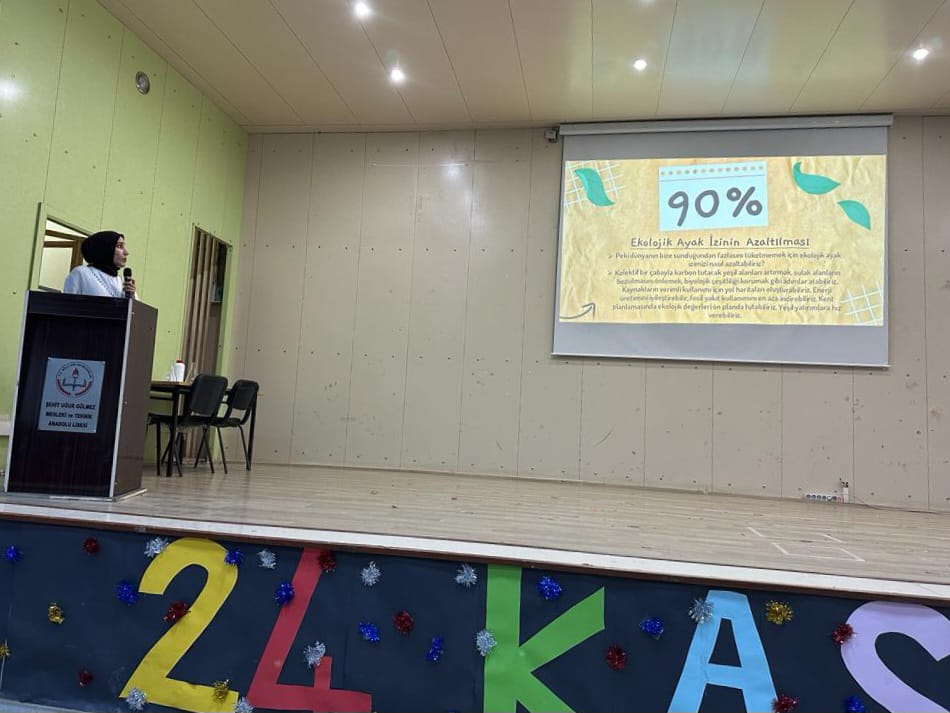 90%
Ekolojik Ayak İzinin Azaltılması
➢ Peki dünyanın bize sunduğundan fazlasını tüketmemek için ekolojik ayak
izimizi nasıl azaltabiliriz?
➢ Kolektif bir çabayla karbon tutacak yeşil alanları artırmak, sulak alanların
bozulmasını önlemek, biyolojik çeşitliliği korumak gibi adımlar atabiliriz.
Kaynakların verimli kullanımı için yol haritaları oluşturabiliriz. Enerji
üretimini iyileştirebilir, fosil yakıt kullanımını en aza indirebiliriz. Kent
planlamasında ekolojik değerleri ön planda tutabiliriz. Yeşil yatırımlara hız
verebiliriz.
ŞEHİT UĞUR GÜLMEZ
MESLEKİ ve TEKNİK
ANADOLU LİSESİ
24 KAS